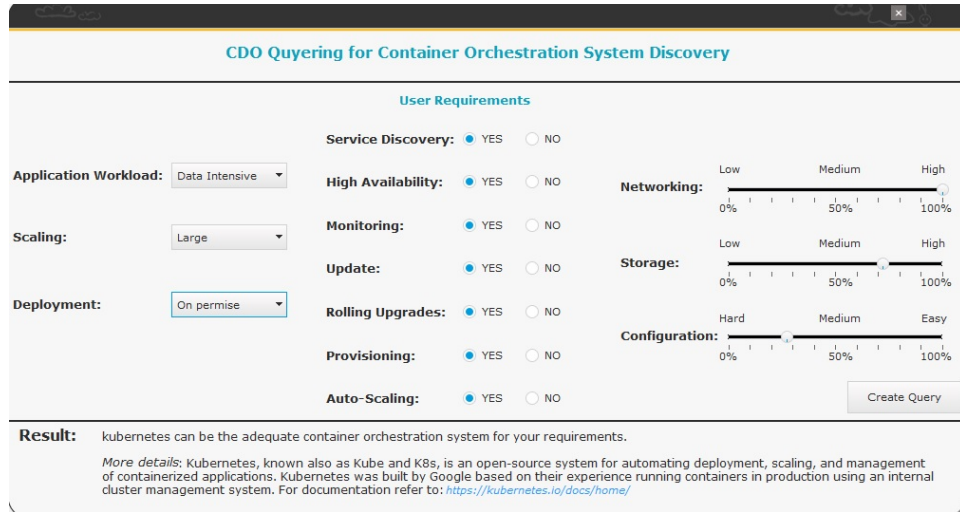 CDO Quyering for Container Orchestration System Discovery
User Requirements
Application Workload: Data Intensive
Scaling: Large
Deployment: On permise
Service Discovery: YES NO
High Availability: YES NO
Monitoring: YES NO
Update: YES NO
Rolling Upgrades: YES NO
Provisioning: YES NO
Auto-Scaling: YES NO
Low Medium High
Networking:
0% 50% 100%
Low Medium High
Storage:
0% 50% 100%
Hard Medium Easy
Configuration:
0% 50% 100%
Create Query
Result: kubernetes can be the adequate container orchestration system for your requirements.
More details: Kubernetes, known also as Kube and K8s, is an open-source system for automating deployment, scaling, and management
of containerized applications. Kubernetes was built by Google based on their experience running containers in production using an internal
cluster management system. For documentation refer to: https://kubernetes.io/docs/home/